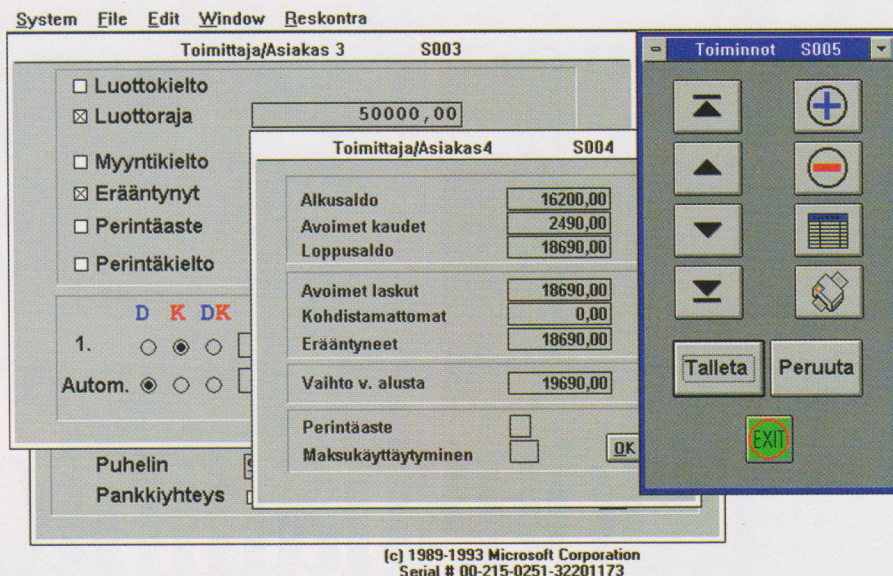 System File Edit Window Reskontra
Toimittaja/Asiakas 3 S003
Luottokielto
Luottoraja 50000,00
Myyntikielto
Erääntynyt
Perintäaste
Perintäkielto
D K DK
1.
Autom.
Puhelin
Pankkiyhteys
Toimittaja/Asiakas4 S004
Alkusaldo 16200,00
Avoimet kaudet 2490,00
Loppusaldo 18690,00
Avoimet laskut 18690,00
Kohdistamattomat 0,00
Erääntyneet 18690,00
Vaihto v. alusta 19690,00
Perintäaste
Maksukäyttäytyminen
OK
Toiminnot S005
Talleta Peruuta
EXIT
(c) 1989-1993 Microsoft Corporation
Serial # 00-215-0251-32201173